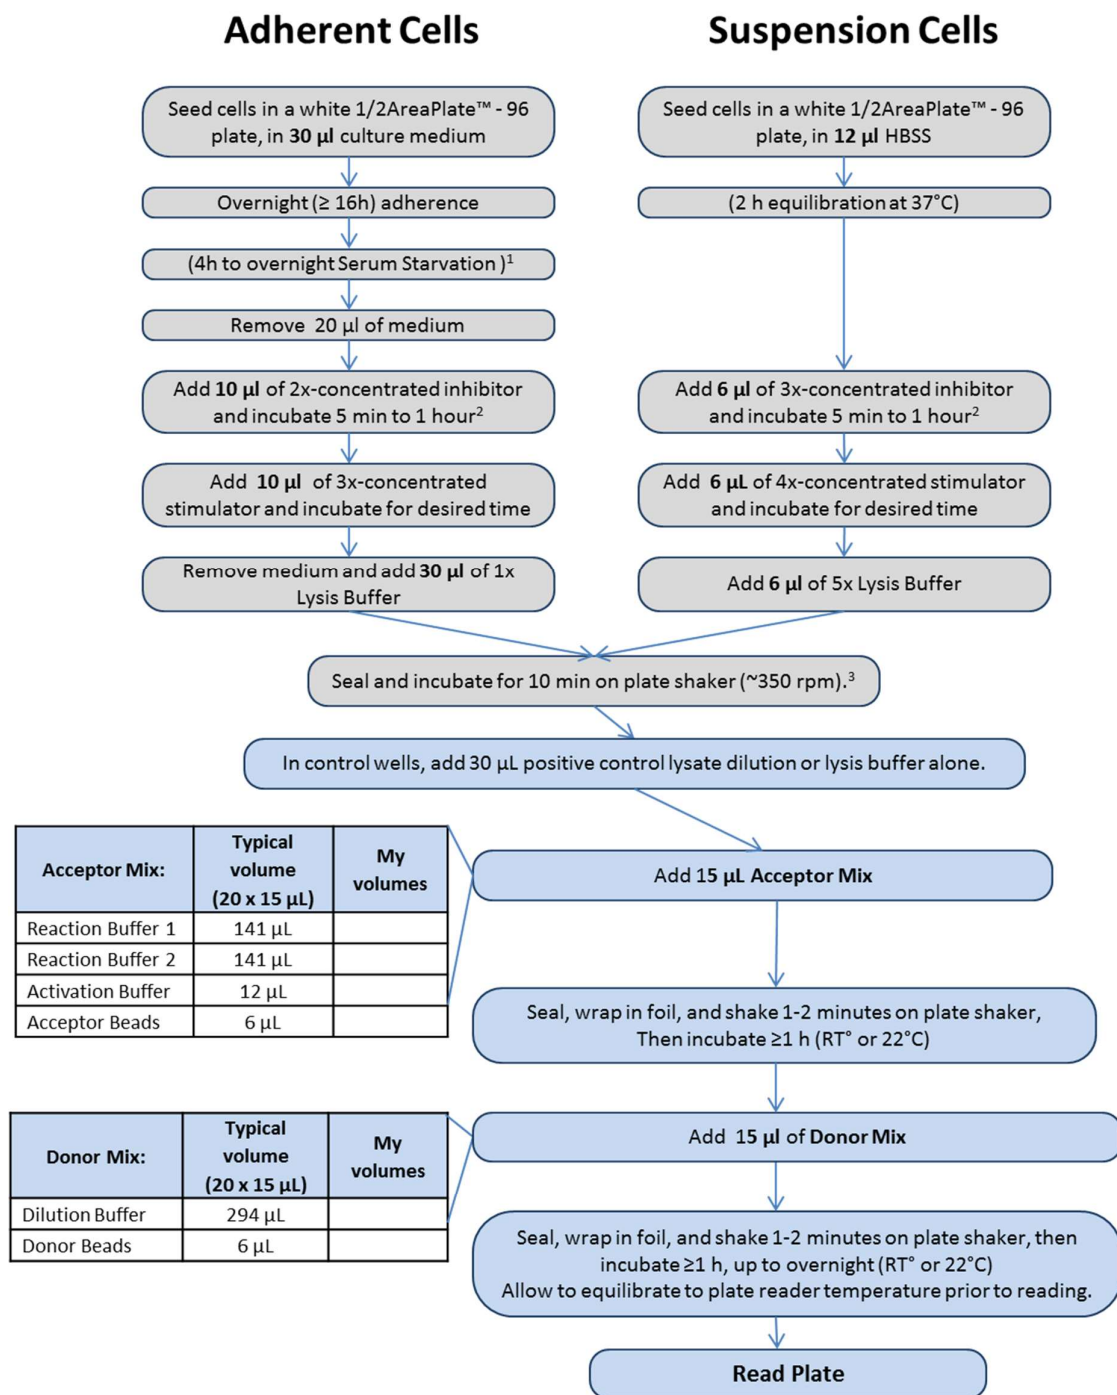 Adherent Cells
Suspension Cells
Seed cells in a white 1/2AreaPlate™ - 96
plate, in 30 µl culture medium
Seed cells in a white 1/2AreaPlate™ - 96
plate, in 12 µl HBSS
Overnight (≥ 16h) adherence
(2 h equilibration at 37°C)
(4h to overnight Serum Starvation )¹
Remove 20 µl of medium
Add 10 µl of 2x-concentrated inhibitor
and incubate 5 min to 1 hour²
Add 6 µl of 3x-concentrated inhibitor
and incubate 5 min to 1 hour²
Add 10 µl of 3x-concentrated
stimulator and incubate for desired time
Add 6 µL of 4x-concentrated stimulator
and incubate for desired time
Remove medium and add 30 µl of 1x
Lysis Buffer
Add 6 µl of 5x Lysis Buffer
Seal and incubate for 10 min on plate shaker (~350 rpm).³
In control wells, add 30 µL positive control lysate dilution or lysis buffer alone.
Acceptor Mix:
Typical
volume
(20 x 15 µL)
My
volumes
Reaction Buffer 1
141 µL
Reaction Buffer 2
141 µL
Activation Buffer
12 µL
Acceptor Beads
6 µL
Add 15 µL Acceptor Mix
Seal, wrap in foil, and shake 1-2 minutes on plate shaker,
Then incubate ≥1 h (RT° or 22°C)
Donor Mix:
Typical
volume
(20 x 15 µL)
My
volumes
Dilution Buffer
294 µL
Donor Beads
6 µL
Add 15 µl of Donor Mix
Seal, wrap in foil, and shake 1-2 minutes on plate shaker, then
incubate ≥1 h, up to overnight (RT° or 22°C)
Allow to equilibrate to plate reader temperature prior to reading.
Read Plate